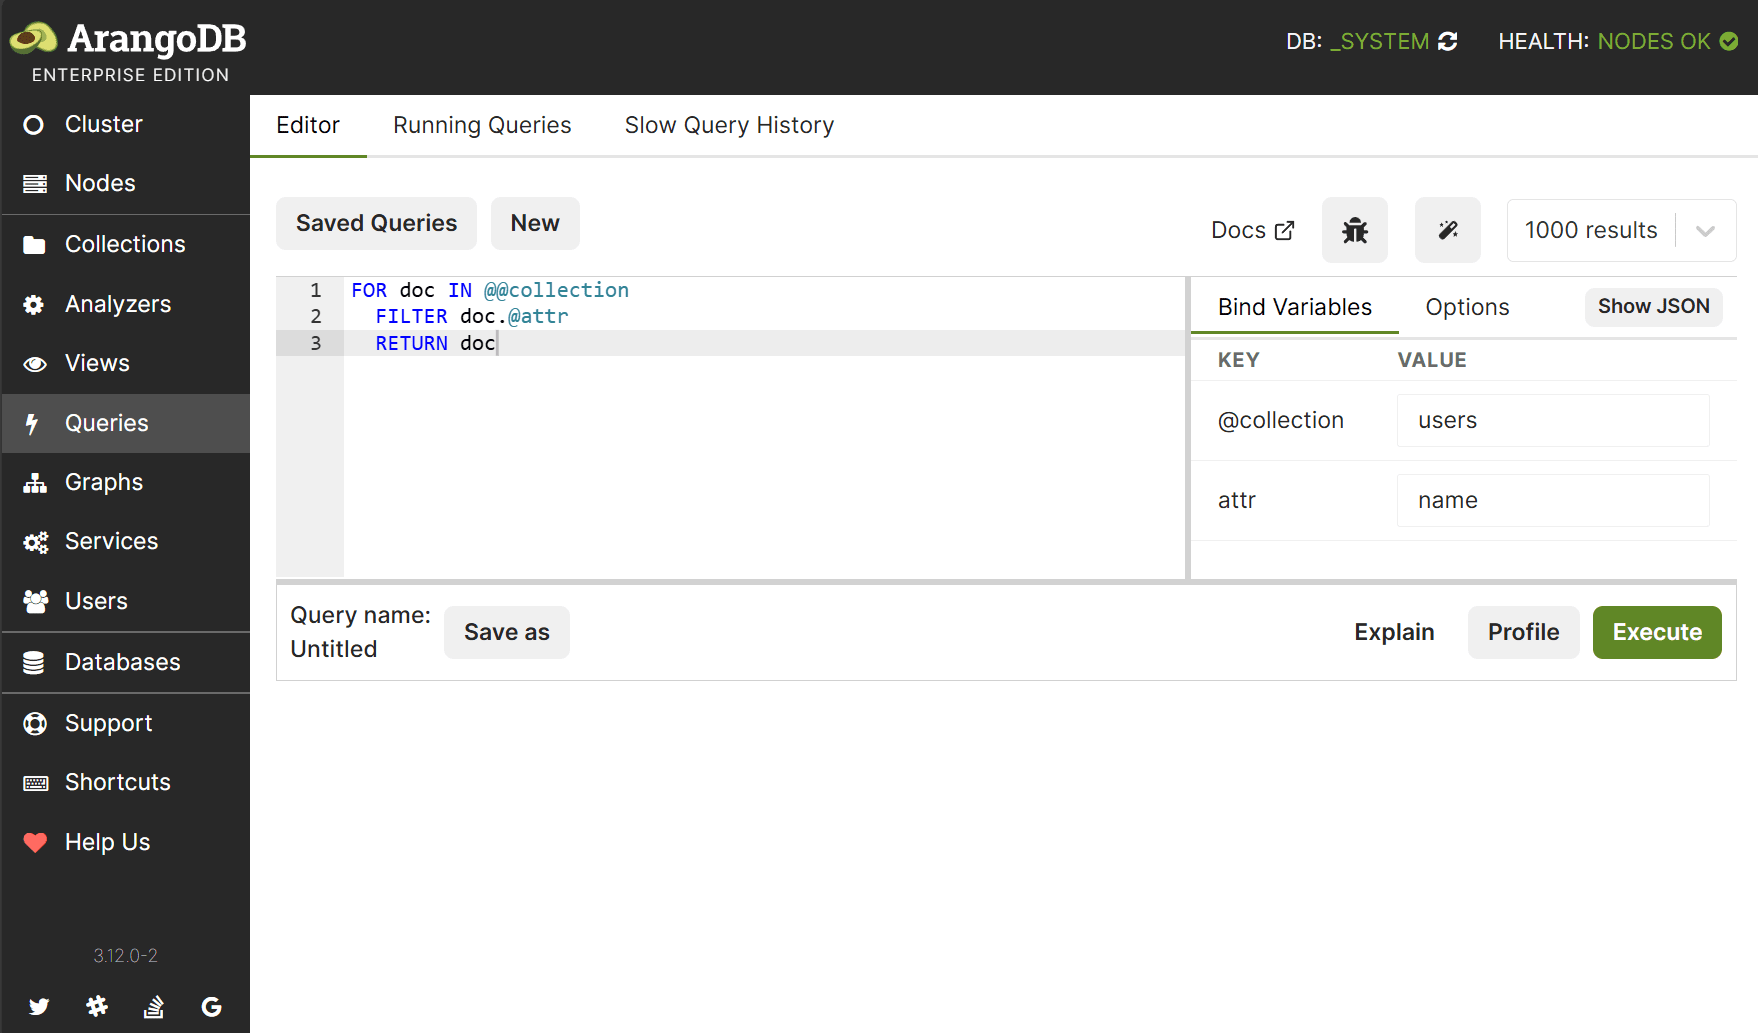 ArangoDB
ENTERPRISE EDITION
DB: _SYSTEM
HEALTH: NODES OK
Cluster
Nodes
Collections
Analyzers
Views
Queries
Graphs
Services
Users
Databases
Support
Shortcuts
Help Us
3.12.0-2
Editor
Running Queries
Slow Query History
Saved Queries
New
Docs
1000 results
1 FOR doc IN @@collection
2   FILTER doc.@attr
3   RETURN doc
Bind Variables
Options
Show JSON
KEY VALUE
@collection users
attr name
Query name:
Untitled
Save as
Explain
Profile
Execute